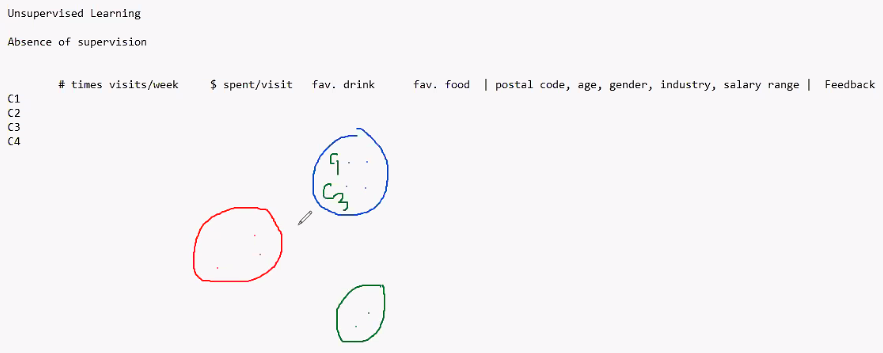 Unsupervised Learning
Absence of supervision
# times visits/week $ spent/visit fav. drink fav. food | postal code, age, gender, industry, salary range | Feedback
C1
C2
C3
C4
C1
C3